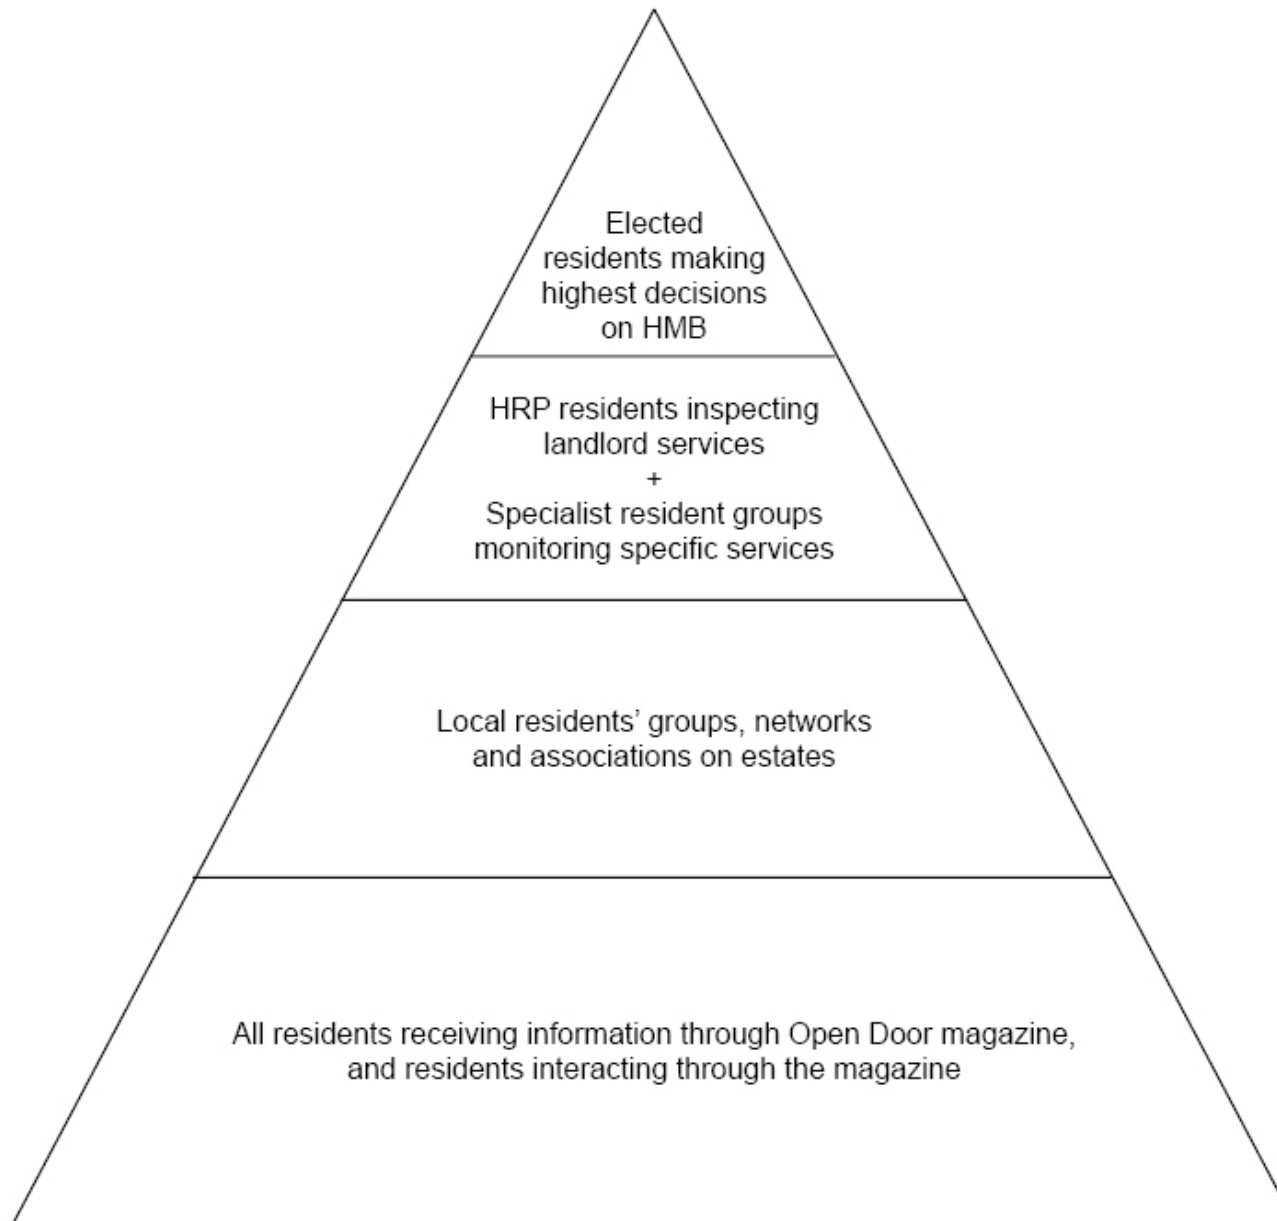 Elected
residents making
highest decisions
on HMB
HRP residents inspecting
landlord services
+
Specialist resident groups
monitoring specific services
Local residents’ groups, networks
and associations on estates
All residents receiving information through Open Door magazine,
and residents interacting through the magazine